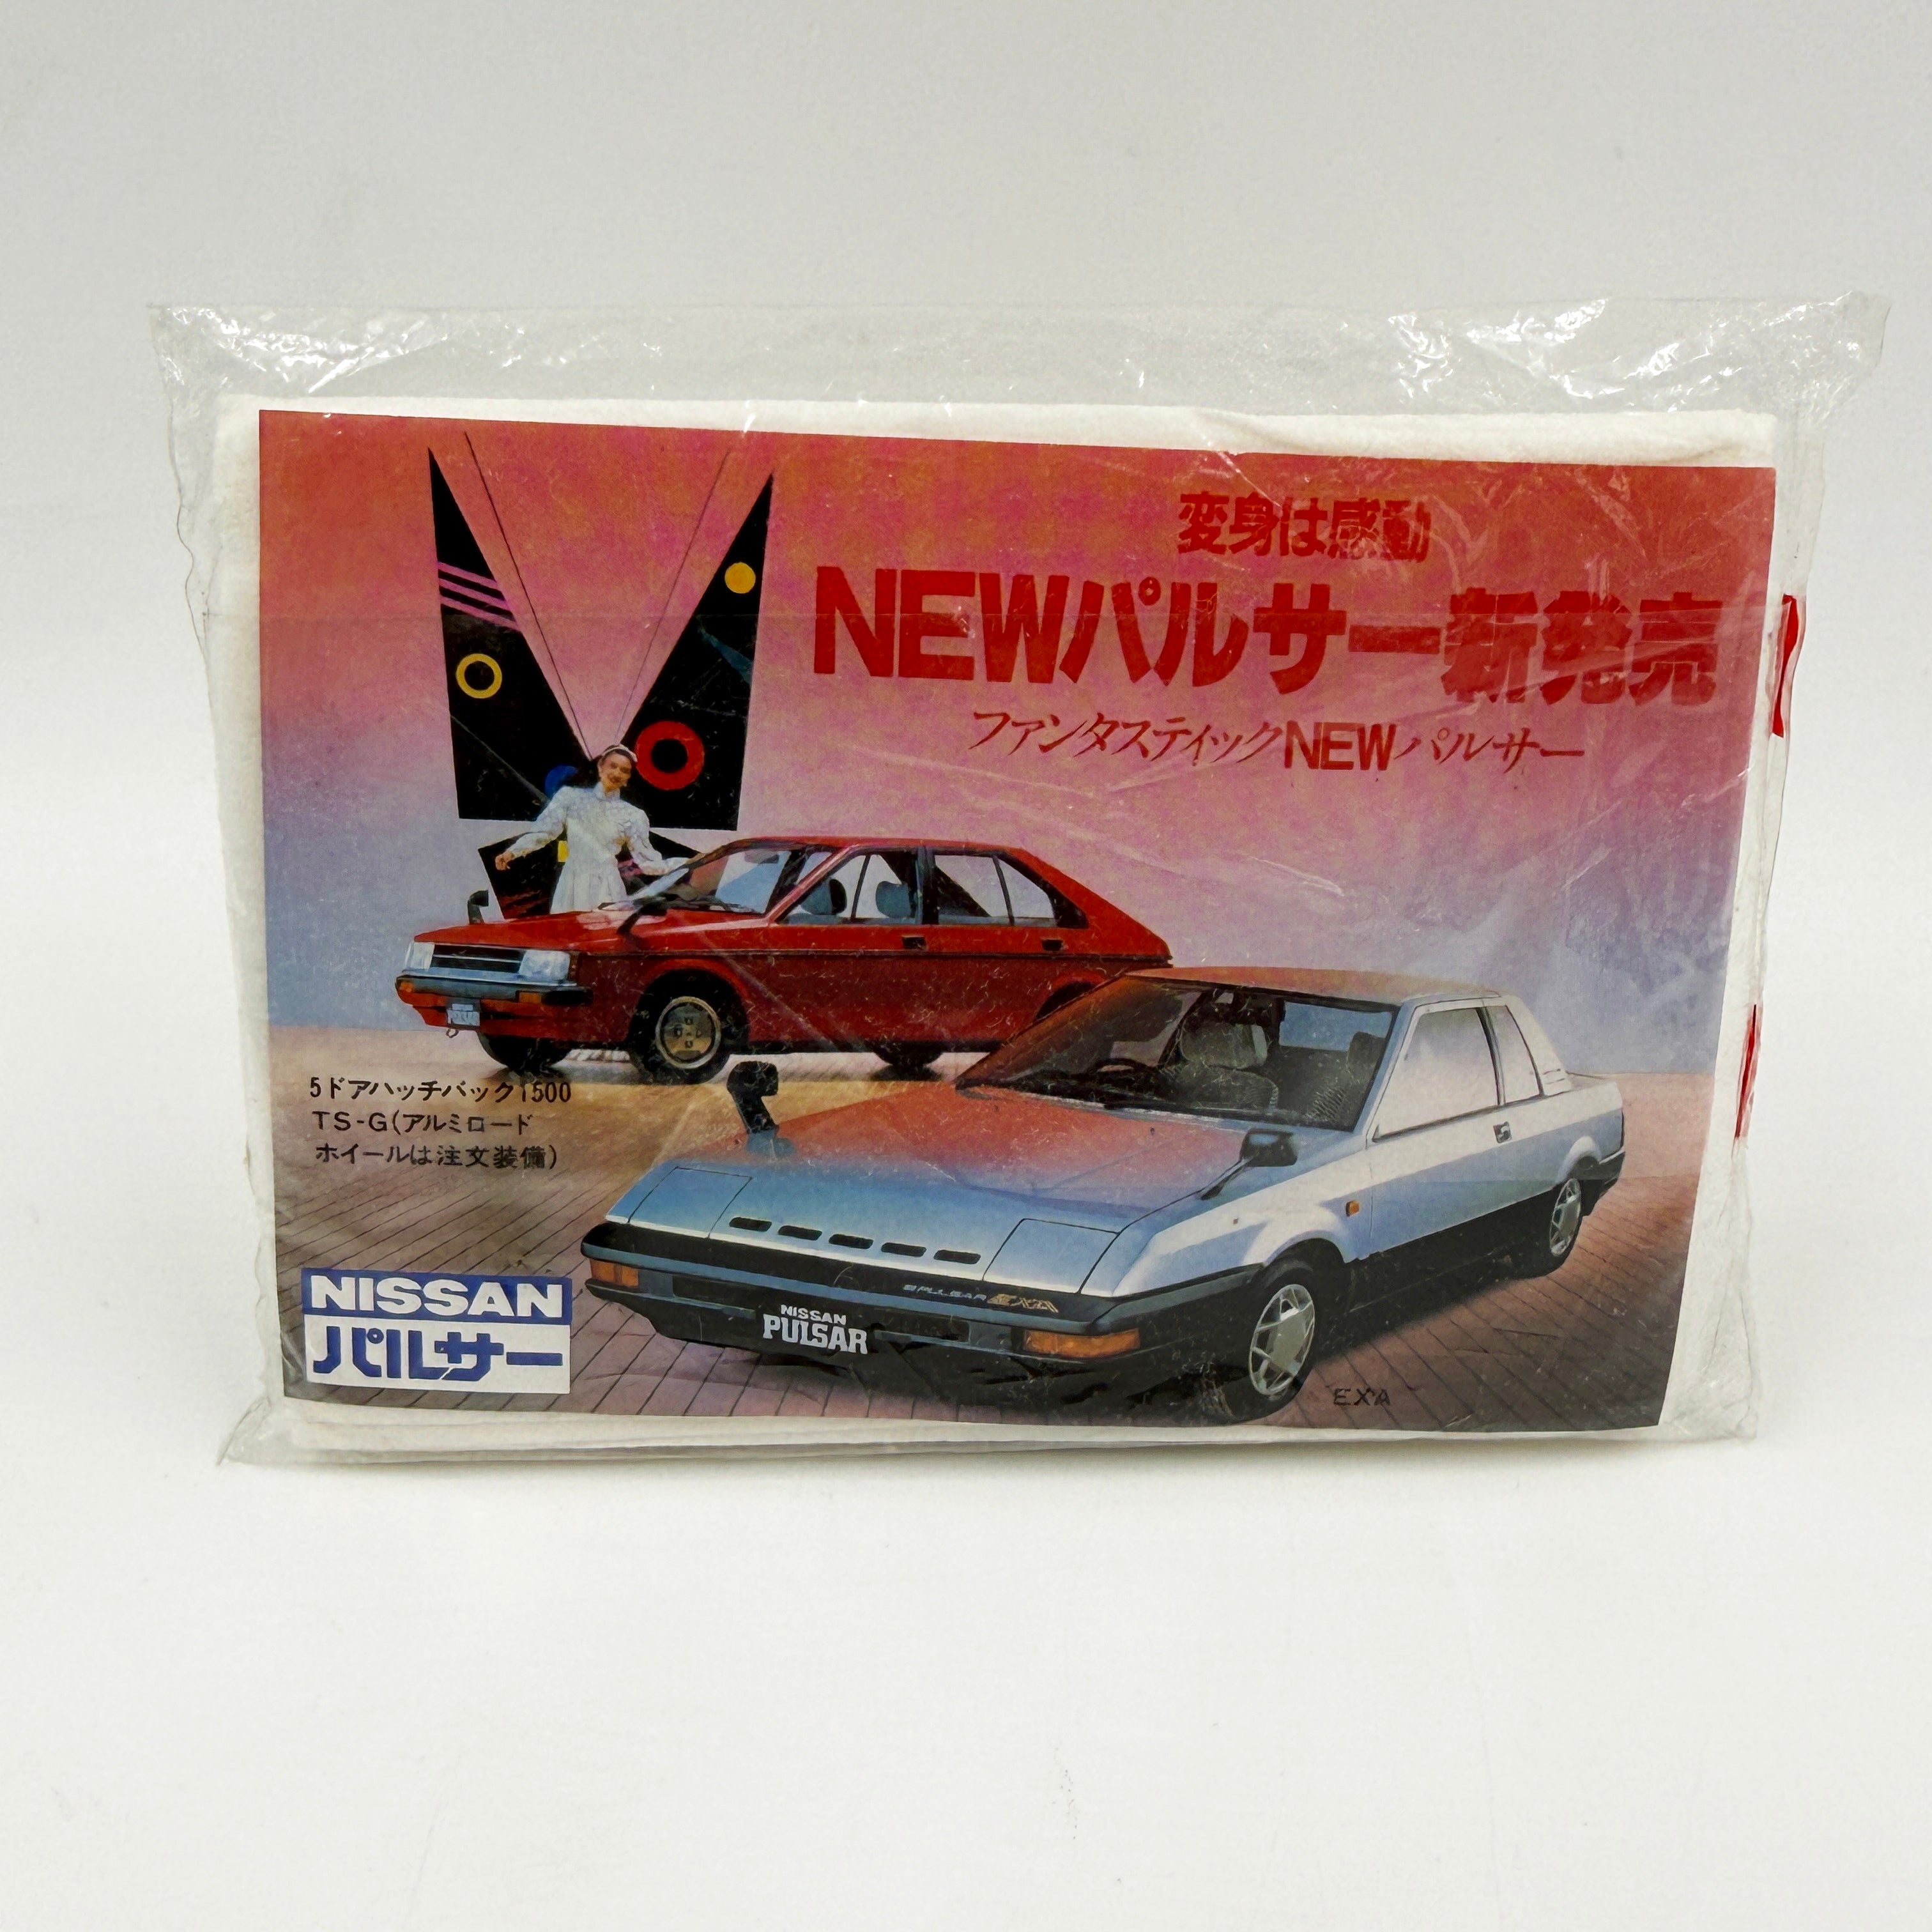 変身は感動
NEWパルサー新発売
ファンタスティックNEWパルサー
PULSAR
5ドアハッチバック1500
TS-G(アルミロード
ホイールは注文装備)
PULSAR EXA
NISSAN
PULSAR
NISSAN
パルサー
EXA